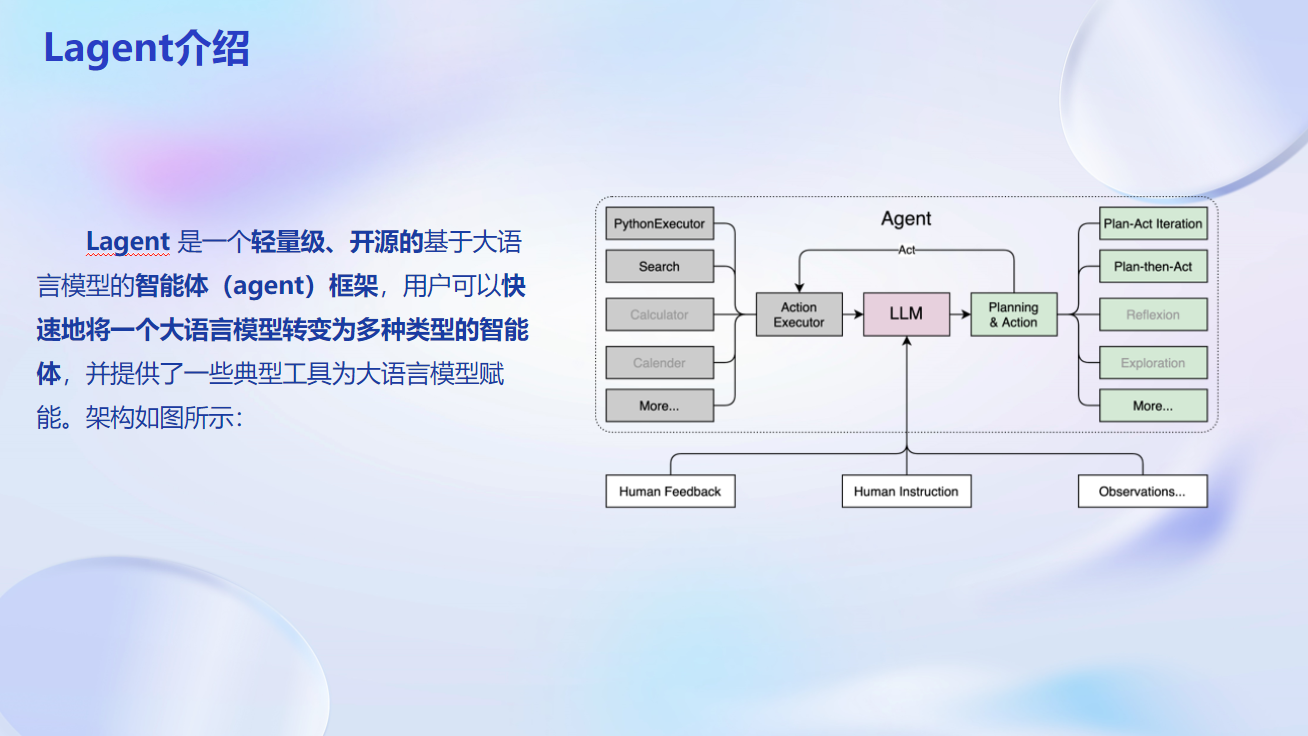 Lagent介绍
Lagent 是一个轻量级、开源的基于大语
言模型的智能体（agent）框架，用户可以快
速地将一个大语言模型转变为多种类型的智能
体，并提供了一些典型工具为大语言模型赋
能。架构如图所示：
Agent
Act
PythonExecutor
Search
Calculator
Calender
More...
Action
Executor
LLM
Planning
& Action
Plan-Act Iteration
Plan-then-Act
Reflexion
Exploration
More...
Human Feedback
Human Instruction
Observations...